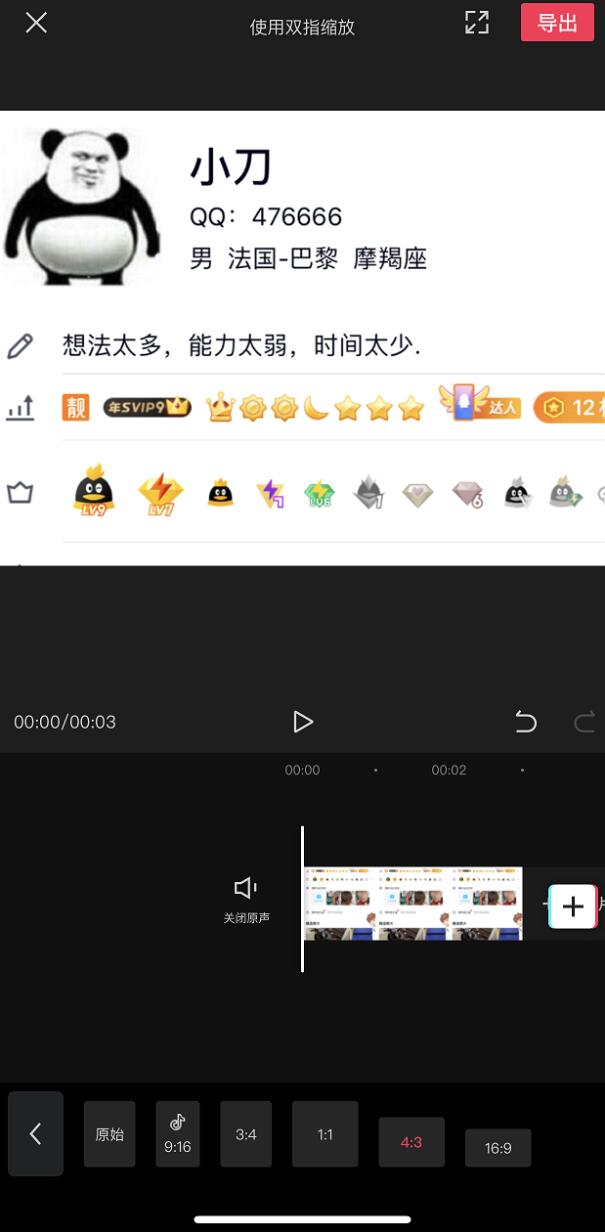 使用双指缩放
导出
小刀
QQ：476666
男 法国-巴黎 摩羯座
想法太多，能力太弱，时间太少.
靓 年SVIP9 达人 12
LV9 LV7 7 LV6 1 6
00:00/00:03
00:00 00:02
关闭原声
原始 9:16 3:4 1:1 4:3 16:9